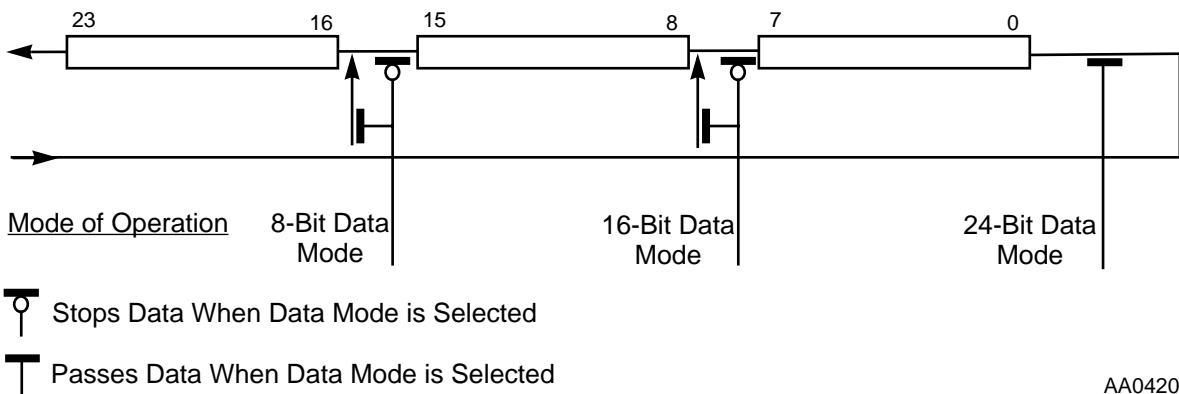 23 16 15 8 7 0
Mode of Operation 8-Bit Data Mode 16-Bit Data Mode 24-Bit Data Mode
Stops Data When Data Mode is Selected
Passes Data When Data Mode is Selected
AA0420